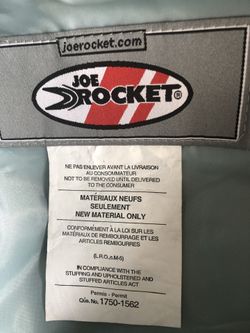 joerocket.com
JOE
ROCKET®
NE PAS ENLEVER AVANT LA LIVRAISON
AU CONSOMMATEUR
NOT TO BE REMOVED UNTIL DELIVERED
TO THE CONSUMER
MATÉRIAUX NEUFS
SEULEMENT
NEW MATERIAL ONLY
CONFORMÉMENT À LA LOI SUR LES
MATÉRIAUX DE REMBOURRAGE ET LES
ARTICLES REMBOURRÉS
(L.R.O.c M-5)
IN COMPLIANCE WITH THE
STUFFING AND UPHOLSTERED AND
STUFFED ARTICLES ACT
Permis - Permit
Qué. No. 1750-1562